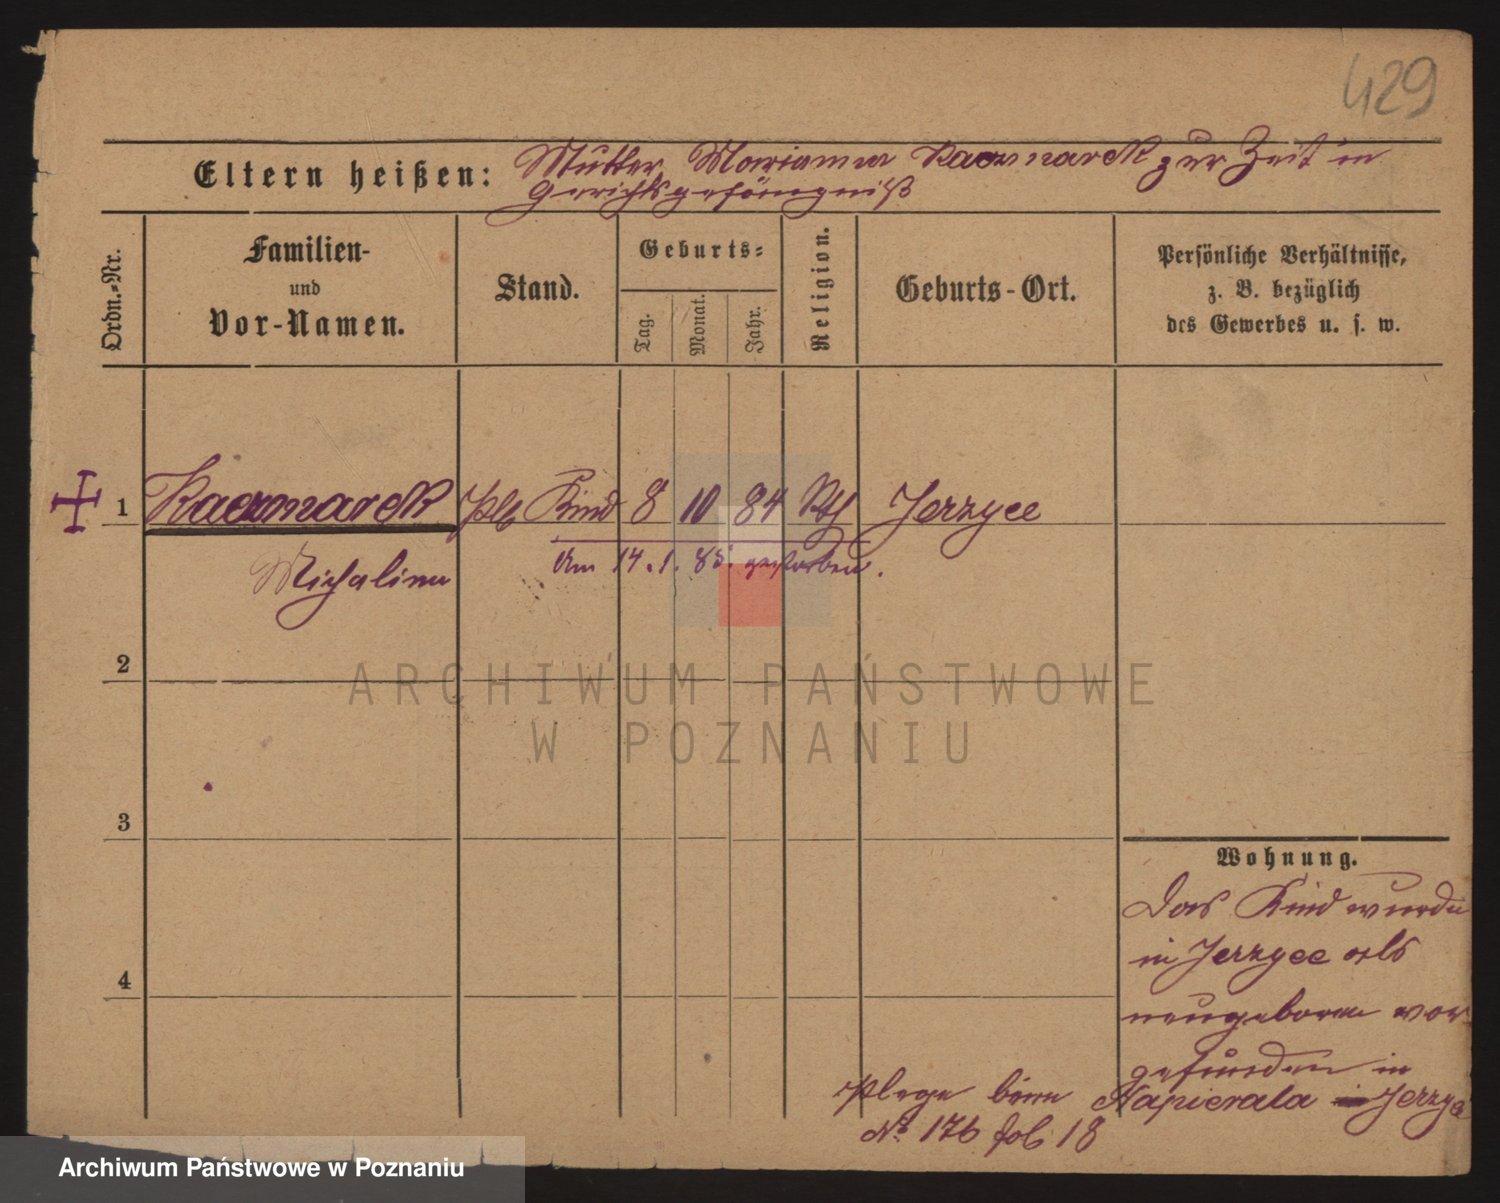 429
Eltern heißen: Mutter, Marianna Kaczmarek zur Zeit in
Gerichtsgefängniß
Ordn.=Nr.
Familien-
und
Vor-Namen.
Stand.
Geburts=
Tag.
Monat.
Jahr.
Religion.
Geburts-Ort.
Persönliche Verhältnisse,
z. B. bezüglich
des Gewerbes u. s. w.
1 Kaczmarek Kind 8 10 84 Kth Jerzyce
Michalina
am 14.1.85. gestorben.
2
3
4
Wohnung.
Das Kind wurde
in Jerzyce als
neugeboren vor
gefunden in
Pflege beim Napierala Jerzyce
No 176 fol 18
ARCHIWUM PAŃSTWOWE
W POZNANIU
Archiwum Państwowe w Poznaniu